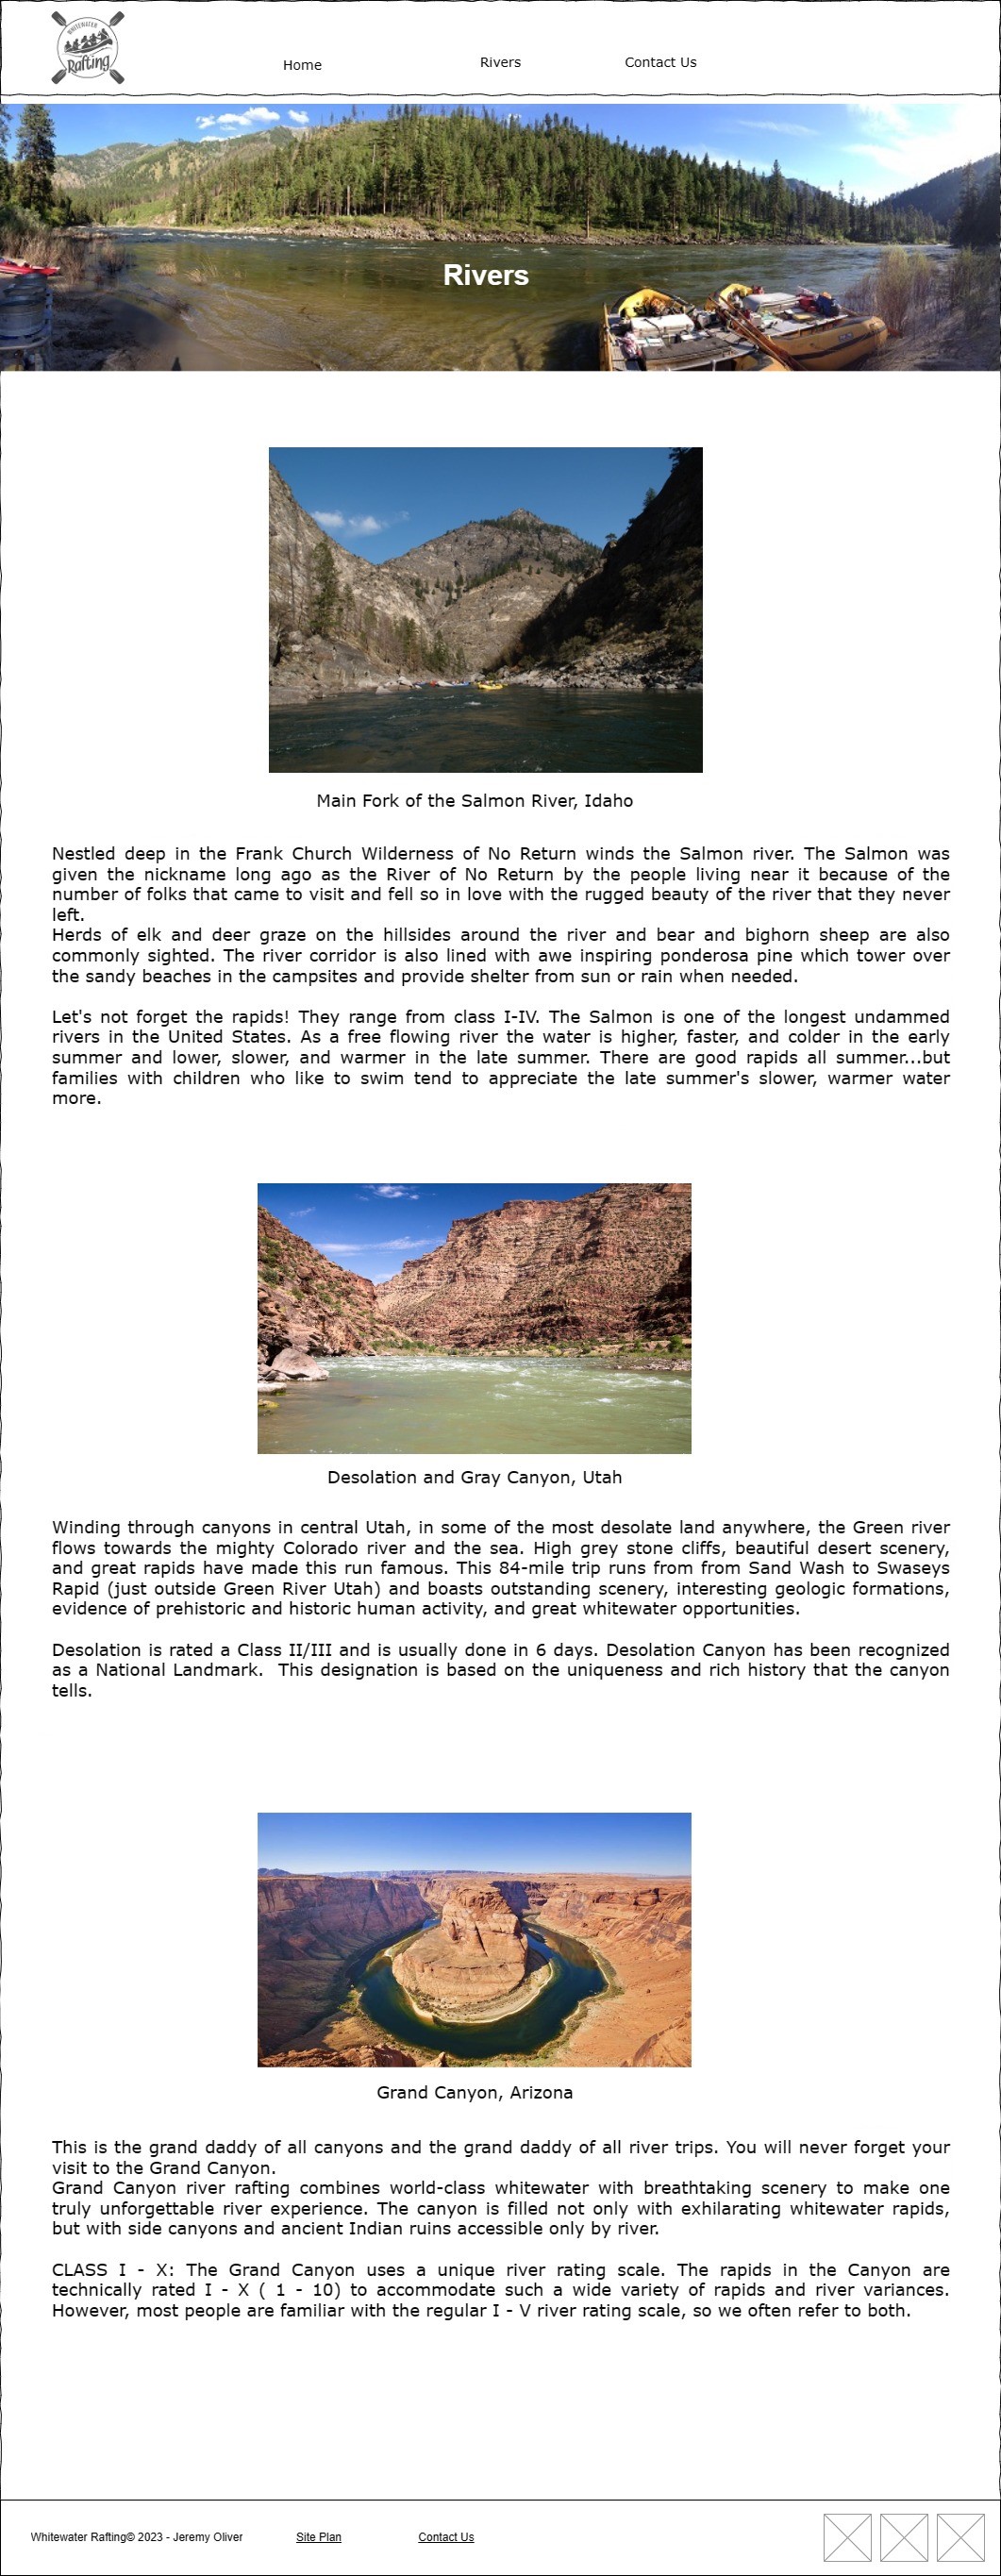 WHITEWATER
Rafting
Home
Rivers
Contact Us
Rivers
Main Fork of the Salmon River, Idaho
Nestled deep in the Frank Church Wilderness of No Return winds the Salmon river. The Salmon was
given the nickname long ago as the River of No Return by the people living near it because of the
number of folks that came to visit and fell so in love with the rugged beauty of the river that they never
left.
Herds of elk and deer graze on the hillsides around the river and bear and bighorn sheep are also
commonly sighted. The river corridor is also lined with awe inspiring ponderosa pine which tower over
the sandy beaches in the campsites and provide shelter from sun or rain when needed.
Let's not forget the rapids! They range from class I-IV. The Salmon is one of the longest undammed
rivers in the United States. As a free flowing river the water is higher, faster, and colder in the early
summer and lower, slower, and warmer in the late summer. There are good rapids all summer...but
families with children who like to swim tend to appreciate the late summer's slower, warmer water
more.
Desolation and Gray Canyon, Utah
Winding through canyons in central Utah, in some of the most desolate land anywhere, the Green river
flows towards the mighty Colorado river and the sea. High grey stone cliffs, beautiful desert scenery,
and great rapids have made this run famous. This 84-mile trip runs from from Sand Wash to Swaseys
Rapid (just outside Green River Utah) and boasts outstanding scenery, interesting geologic formations,
evidence of prehistoric and historic human activity, and great whitewater opportunities.
Desolation is rated a Class II/III and is usually done in 6 days. Desolation Canyon has been recognized
as a National Landmark.  This designation is based on the uniqueness and rich history that the canyon
tells.
Grand Canyon, Arizona
This is the grand daddy of all canyons and the grand daddy of all river trips. You will never forget your
visit to the Grand Canyon.
Grand Canyon river rafting combines world-class whitewater with breathtaking scenery to make one
truly unforgettable river experience. The canyon is filled not only with exhilarating whitewater rapids,
but with side canyons and ancient Indian ruins accessible only by river.
CLASS I - X: The Grand Canyon uses a unique river rating scale. The rapids in the Canyon are
technically rated I - X ( 1 - 10) to accommodate such a wide variety of rapids and river variances.
However, most people are familiar with the regular I - V river rating scale, so we often refer to both.
Whitewater Rafting© 2023 - Jeremy Oliver
Site Plan
Contact Us